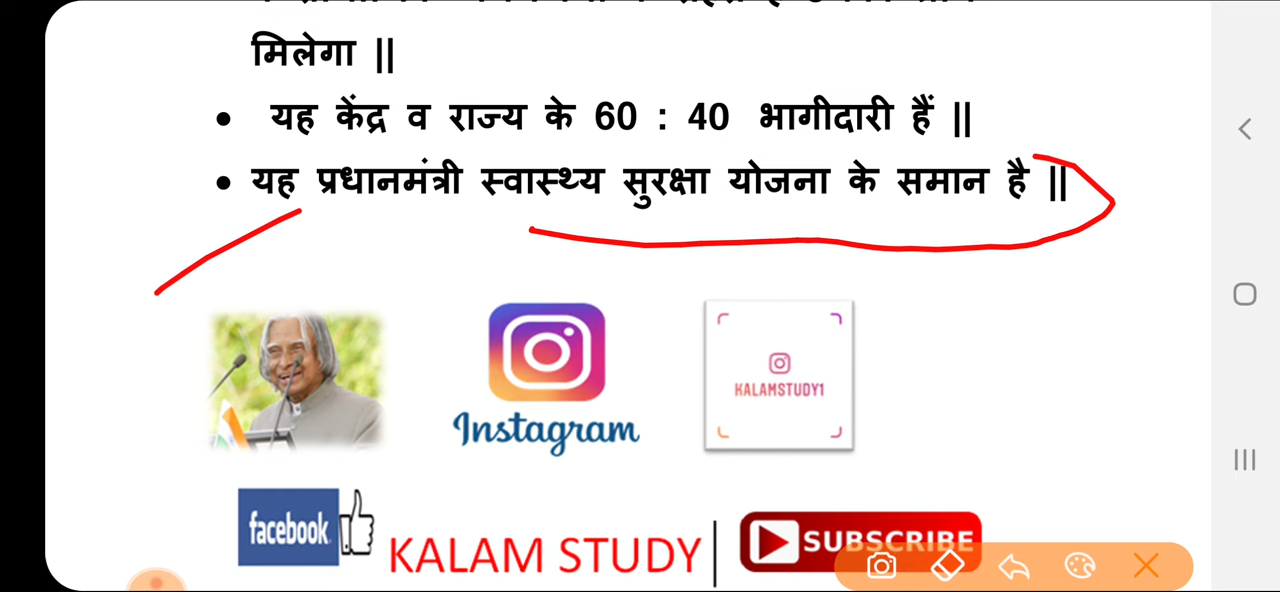 मिलेगा ||
• यह केंद्र व राज्य के 60 : 40 भागीदारी हैं ||
• यह प्रधानमंत्री स्वास्थ्य सुरक्षा योजना के समान है ||
Instagram
KALAMSTUDY1
facebook
KALAM STUDY|
SUBSCRIBE